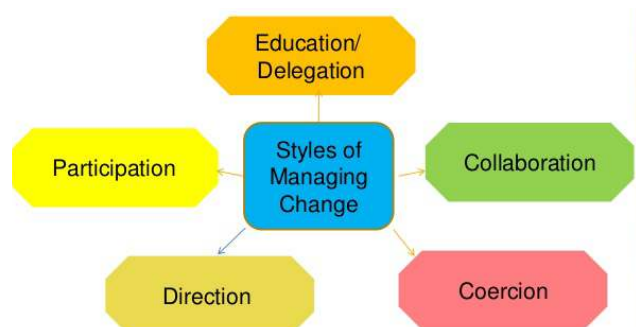 Education/
Delegation
Styles of
Managing
Change
Participation
Collaboration
Direction
Coercion